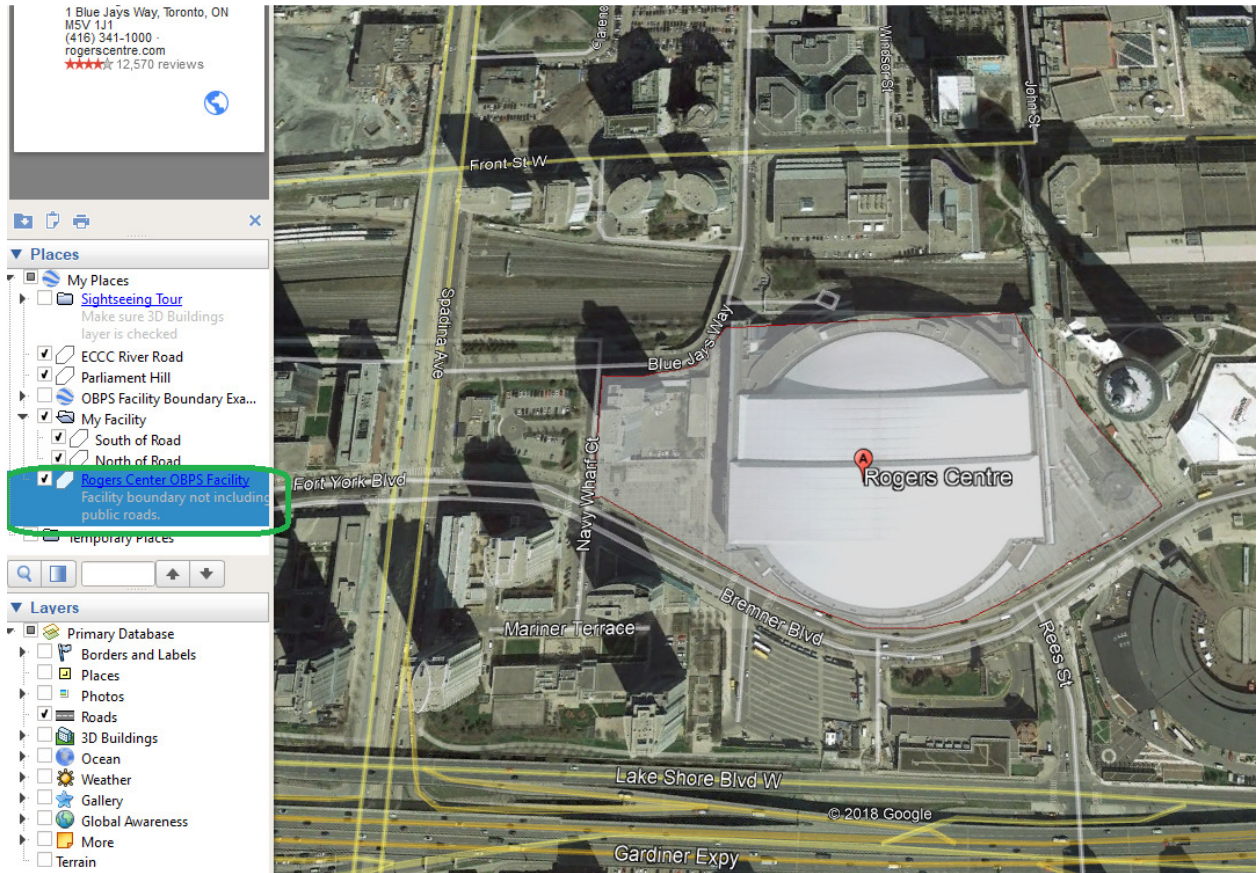 1 Blue Jays Way, Toronto, ON
M5V 1J1
(416) 341-1000 ·
rogerscentre.com
12,570 reviews
Places
My Places
Sightseeing Tour
Make sure 3D Buildings
layer is checked
ECCC River Road
Parliament Hill
OBPS Facility Boundary Exa...
My Facility
South of Road
North of Road
Rogers Center OBPS Facility
Facility boundary not including
public roads.
Temporary Places
Layers
Primary Database
Borders and Labels
Places
Photos
Roads
3D Buildings
Ocean
Weather
Gallery
Global Awareness
More
Terrain
Windsor St
John St
Front St W
Spadina Ave
Blue Jays Way
A
Rogers Centre
Fort York Blvd
Navy Wharf Ct
Bremner Blvd
Mariner Terrace
Rees St
Lake Shore Blvd W
© 2018 Google
Gardiner Expy